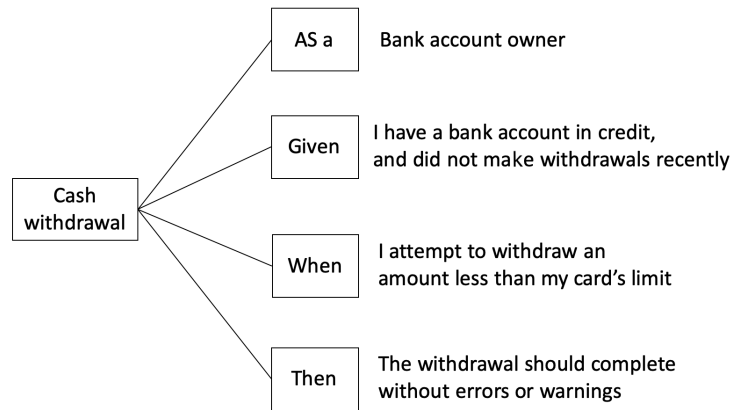 AS a
Bank account owner
Given
I have a bank account in credit,
and did not make withdrawals recently
Cash
withdrawal
When
I attempt to withdraw an
amount less than my card’s limit
Then
The withdrawal should complete
without errors or warnings